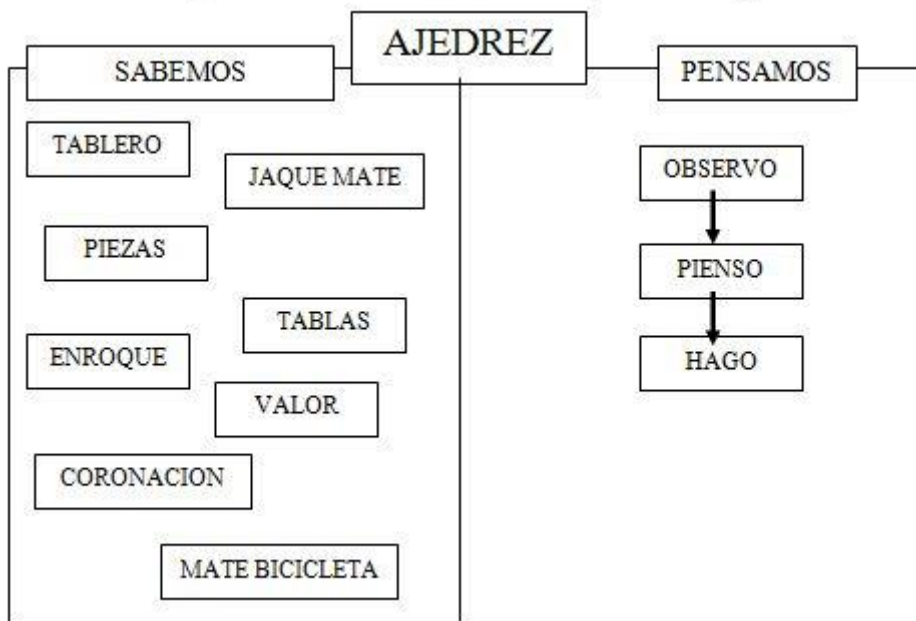 AJEDREZ
SABEMOS
PENSAMOS
TABLERO
JAQUE MATE
PIEZAS
TABLAS
ENROQUE
VALOR
CORONACION
MATE BICICLETA
OBSERVO
PIENSO
HAGO